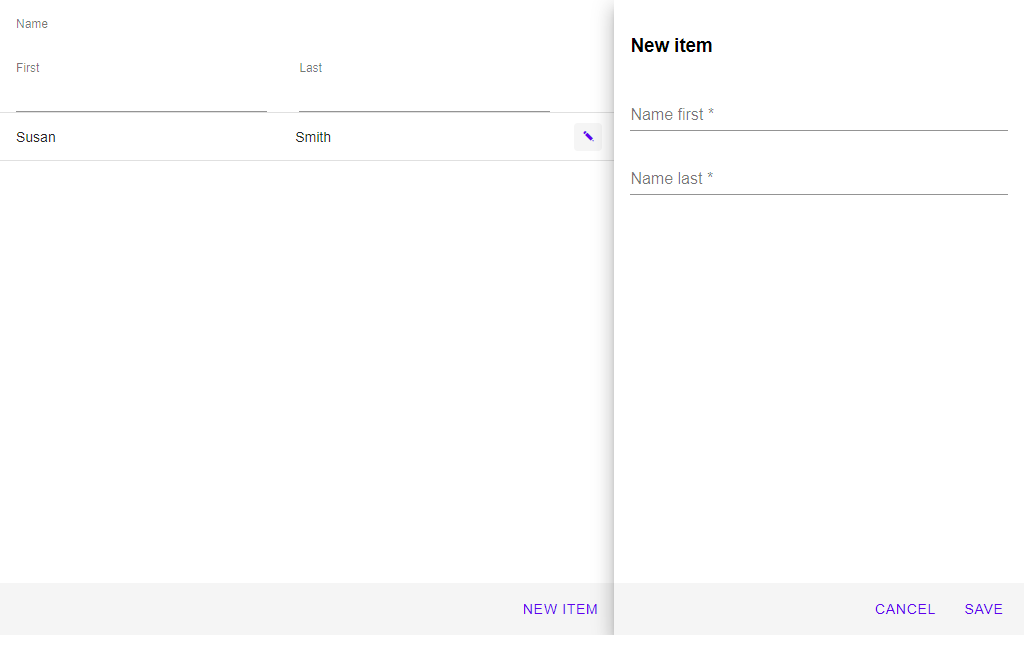 Name
First Last
Susan Smith
NEW ITEM
New item
Name first *
Name last *
CANCEL SAVE